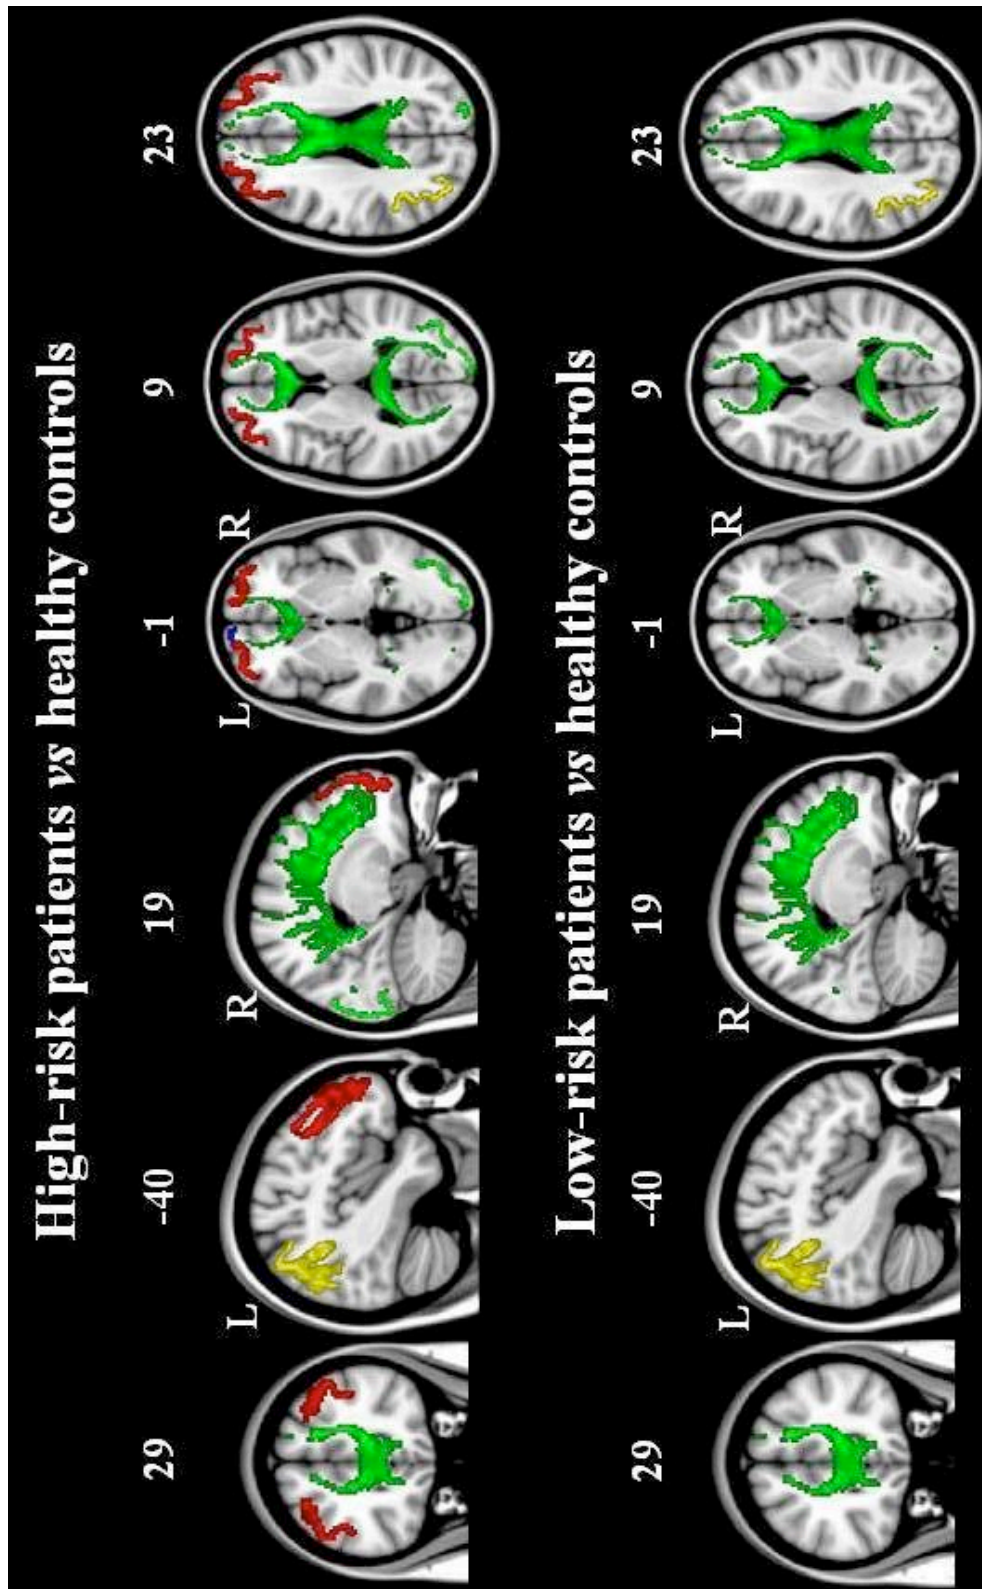 High-risk patients vs healthy controls
29 -40 19 -1 9 23
L R L R
Low-risk patients vs healthy controls
29 -40 19 -1 9 23
L R L R